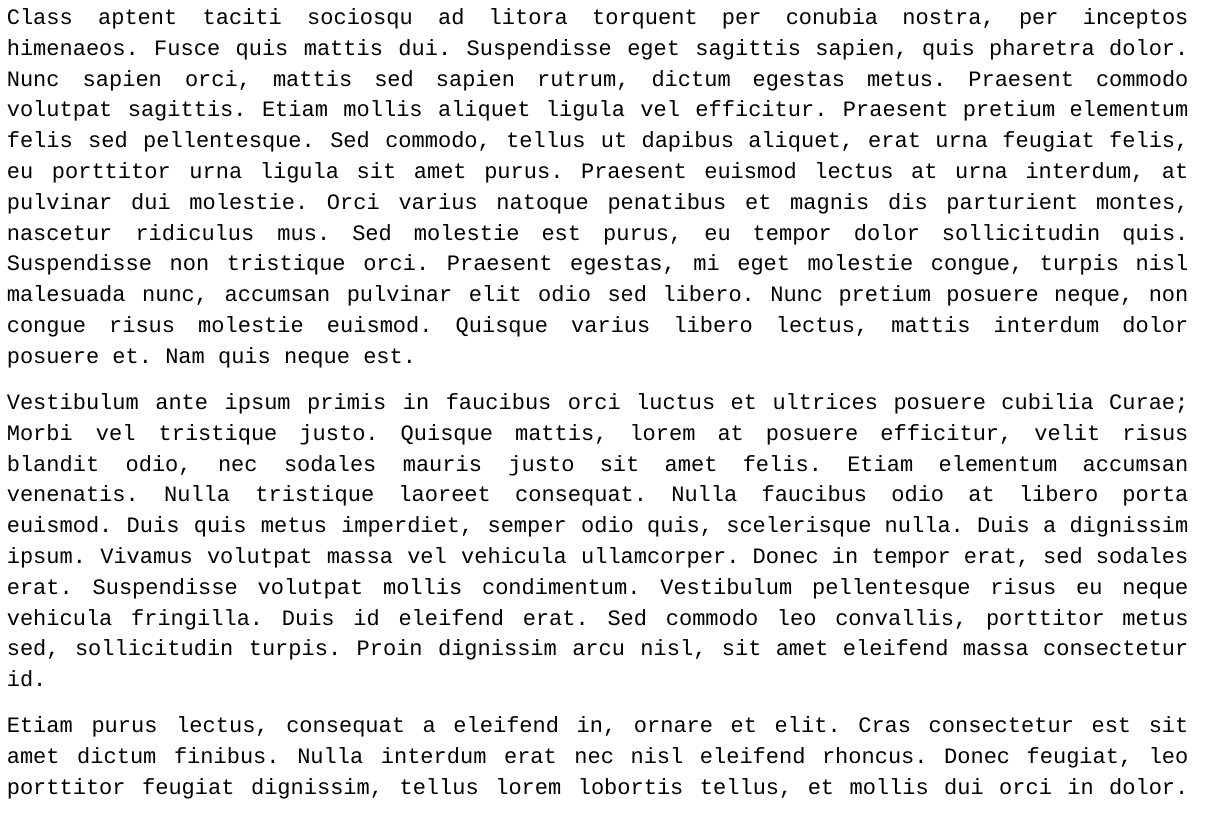 Class aptent taciti sociosqu ad litora torquent per conubia nostra, per inceptos
himenaeos. Fusce quis mattis dui. Suspendisse eget sagittis sapien, quis pharetra dolor.
Nunc sapien orci, mattis sed sapien rutrum, dictum egestas metus. Praesent commodo
volutpat sagittis. Etiam mollis aliquet ligula vel efficitur. Praesent pretium elementum
felis sed pellentesque. Sed commodo, tellus ut dapibus aliquet, erat urna feugiat felis,
eu porttitor urna ligula sit amet purus. Praesent euismod lectus at urna interdum, at
pulvinar dui molestie. Orci varius natoque penatibus et magnis dis parturient montes,
nascetur ridiculus mus. Sed molestie est purus, eu tempor dolor sollicitudin quis.
Suspendisse non tristique orci. Praesent egestas, mi eget molestie congue, turpis nisl
malesuada nunc, accumsan pulvinar elit odio sed libero. Nunc pretium posuere neque, non
congue risus molestie euismod. Quisque varius libero lectus, mattis interdum dolor
posuere et. Nam quis neque est.
Vestibulum ante ipsum primis in faucibus orci luctus et ultrices posuere cubilia Curae;
Morbi vel tristique justo. Quisque mattis, lorem at posuere efficitur, velit risus
blandit odio, nec sodales mauris justo sit amet felis. Etiam elementum accumsan
venenatis. Nulla tristique laoreet consequat. Nulla faucibus odio at libero porta
euismod. Duis quis metus imperdiet, semper odio quis, scelerisque nulla. Duis a dignissim
ipsum. Vivamus volutpat massa vel vehicula ullamcorper. Donec in tempor erat, sed sodales
erat. Suspendisse volutpat mollis condimentum. Vestibulum pellentesque risus eu neque
vehicula fringilla. Duis id eleifend erat. Sed commodo leo convallis, porttitor metus
sed, sollicitudin turpis. Proin dignissim arcu nisl, sit amet eleifend massa consectetur
id.
Etiam purus lectus, consequat a eleifend in, ornare et elit. Cras consectetur est sit
amet dictum finibus. Nulla interdum erat nec nisl eleifend rhoncus. Donec feugiat, leo
porttitor feugiat dignissim, tellus lorem lobortis tellus, et mollis dui orci in dolor.